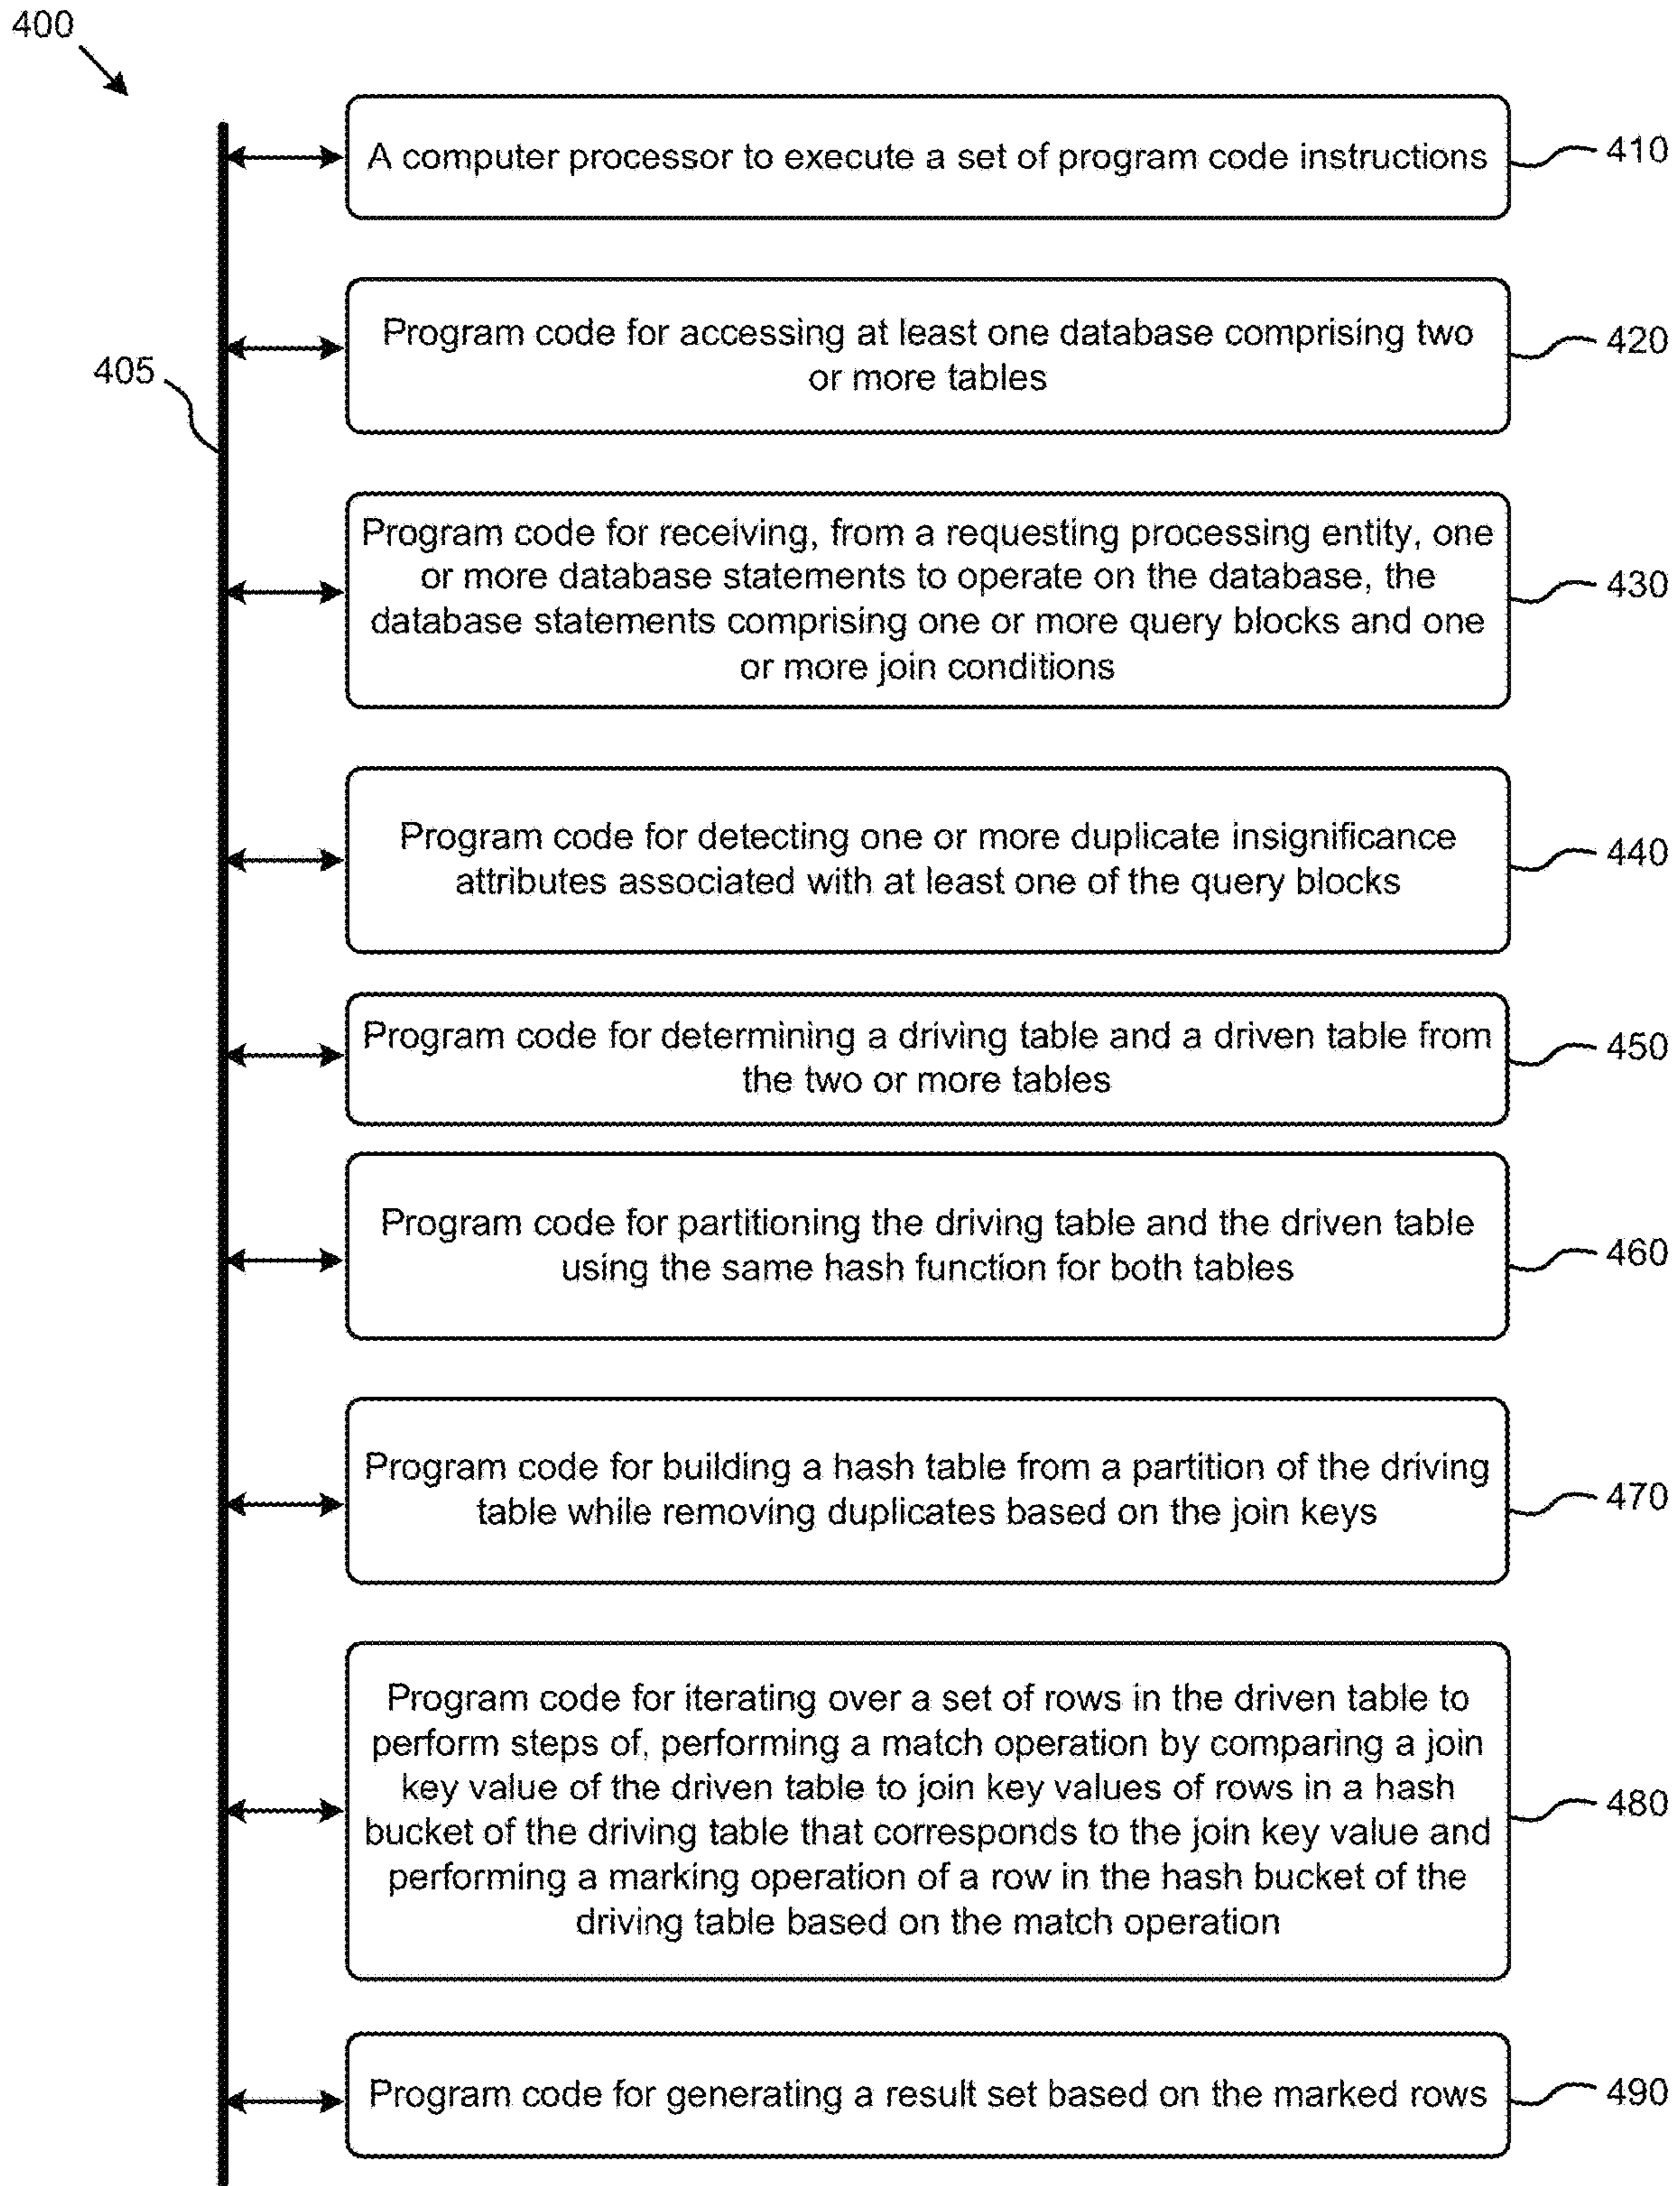 400
A computer processor to execute a set of program code instructions
410
Program code for accessing at least one database comprising two
or more tables
420
405
Program code for receiving, from a requesting processing entity, one
or more database statements to operate on the database, the
database statements comprising one or more query blocks and one
or more join conditions
430
Program code for detecting one or more duplicate insignificance
attributes associated with at least one of the query blocks
440
Program code for determining a driving table and a driven table from
the two or more tables
450
Program code for partitioning the driving table and the driven table
using the same hash function for both tables
460
Program code for building a hash table from a partition of the driving
table while removing duplicates based on the join keys
470
Program code for iterating over a set of rows in the driven table to
perform steps of, performing a match operation by comparing a join
key value of the driven table to join key values of rows in a hash
bucket of the driving table that corresponds to the join key value and
performing a marking operation of a row in the hash bucket of the
driving table based on the match operation
480
Program code for generating a result set based on the marked rows
490